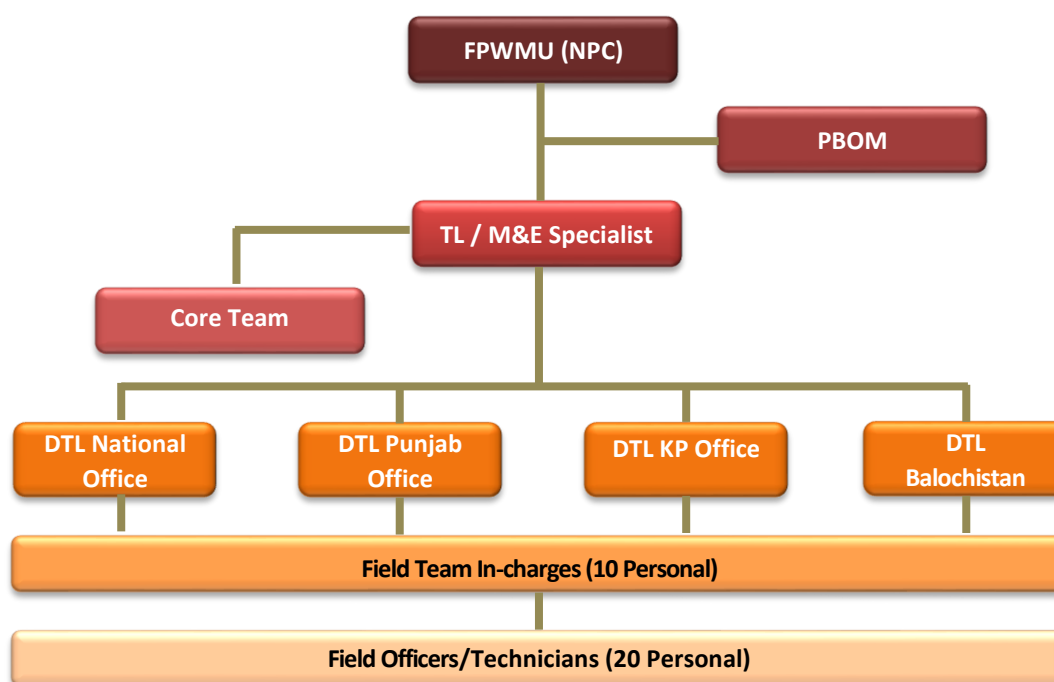 FPWMU (NPC)
PBOM
TL / M&E Specialist
Core Team
DTL National
Office
DTL Punjab
Office
DTL KP Office
DTL
Balochistan
Field Team In-charges (10 Personal)
Field Officers/Technicians (20 Personal)